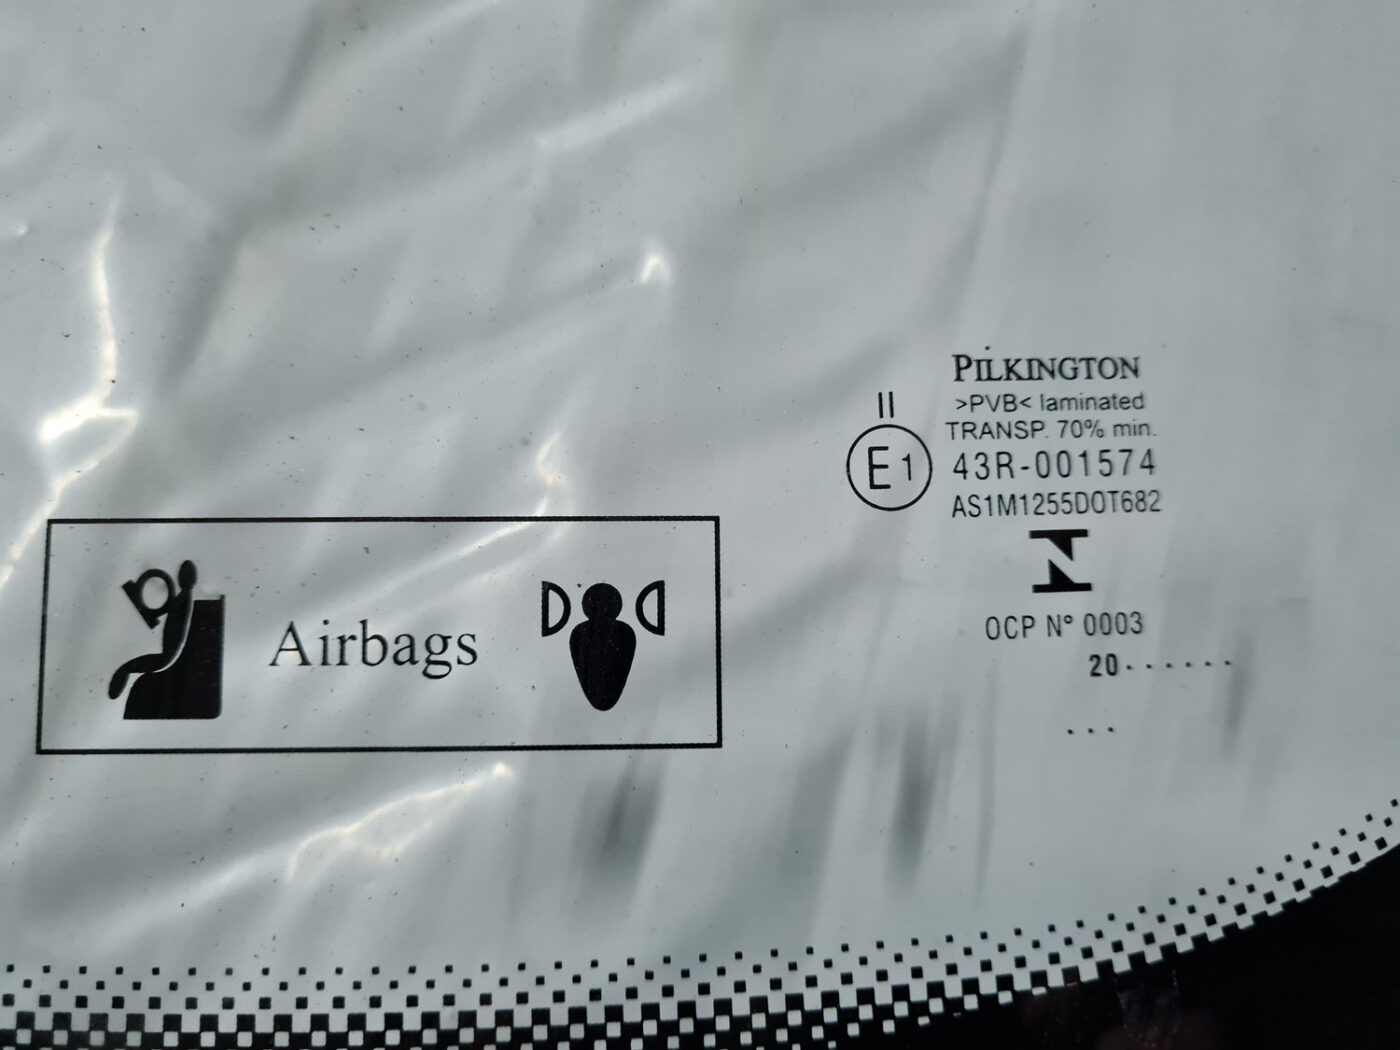 Airbags
PILKINGTON
>PVB< laminated
TRANSP. 70% min.
II
E1 43R-001574
AS1M1255DOT682
OCP N° 0003
20 · · · · · ·
. . .